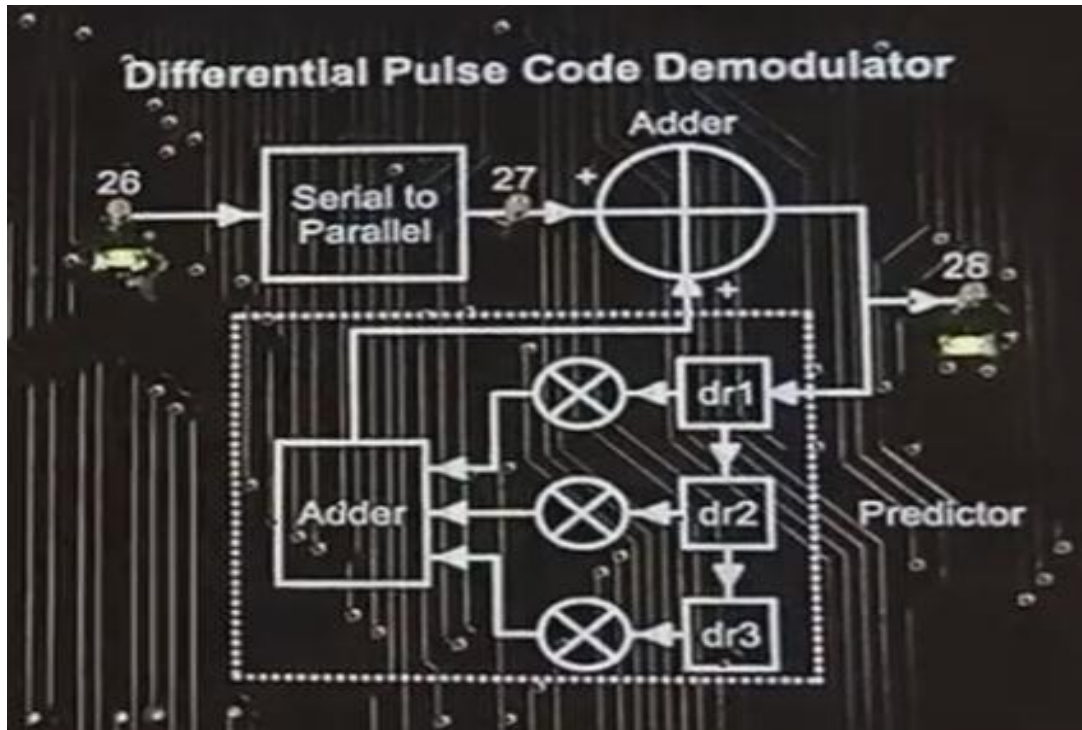 Differential Pulse Code Demodulator
Adder
26
Serial to
Parallel
27
+
+
28
dr1
Adder
dr2
Predictor
dr3